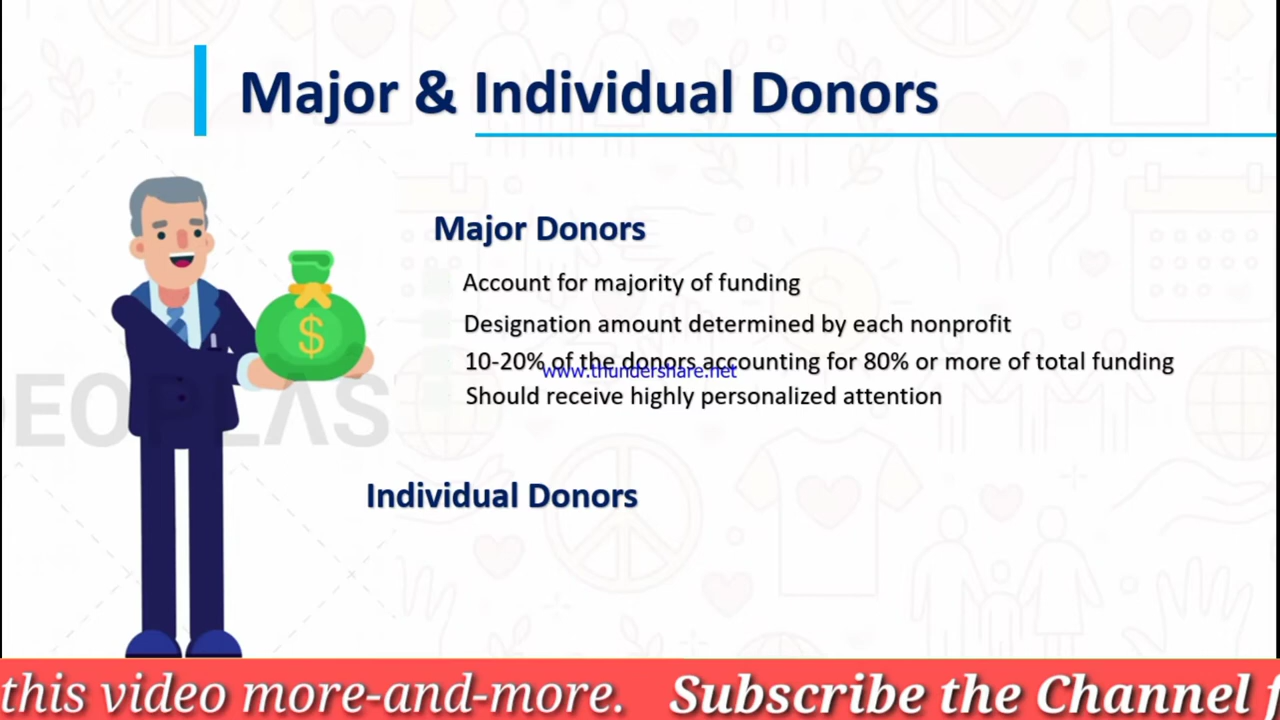 Major & Individual Donors
Major Donors
Account for majority of funding
Designation amount determined by each nonprofit
10-20% of the donors accounting for 80% or more of total funding
www.thundershare.net
Should receive highly personalized attention
EOPLAS
Individual Donors
$
this video more-and-more. Subscribe the Channel f